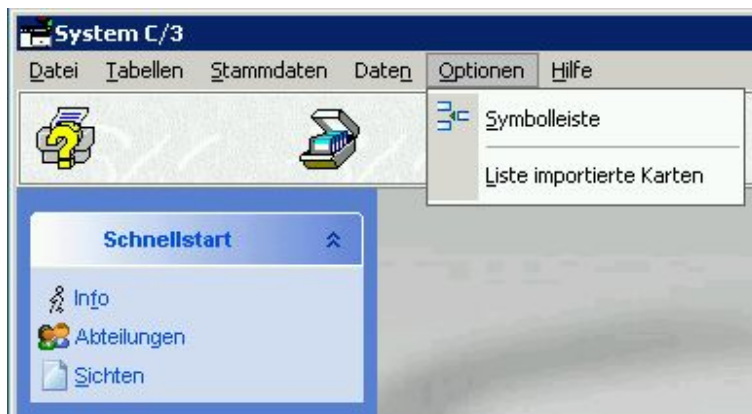 System C/3
Datei Tabellen Stammdaten Daten Optionen Hilfe
Symbolleiste
Liste importierte Karten
Schnellstart
Info
Abteilungen
Sichten